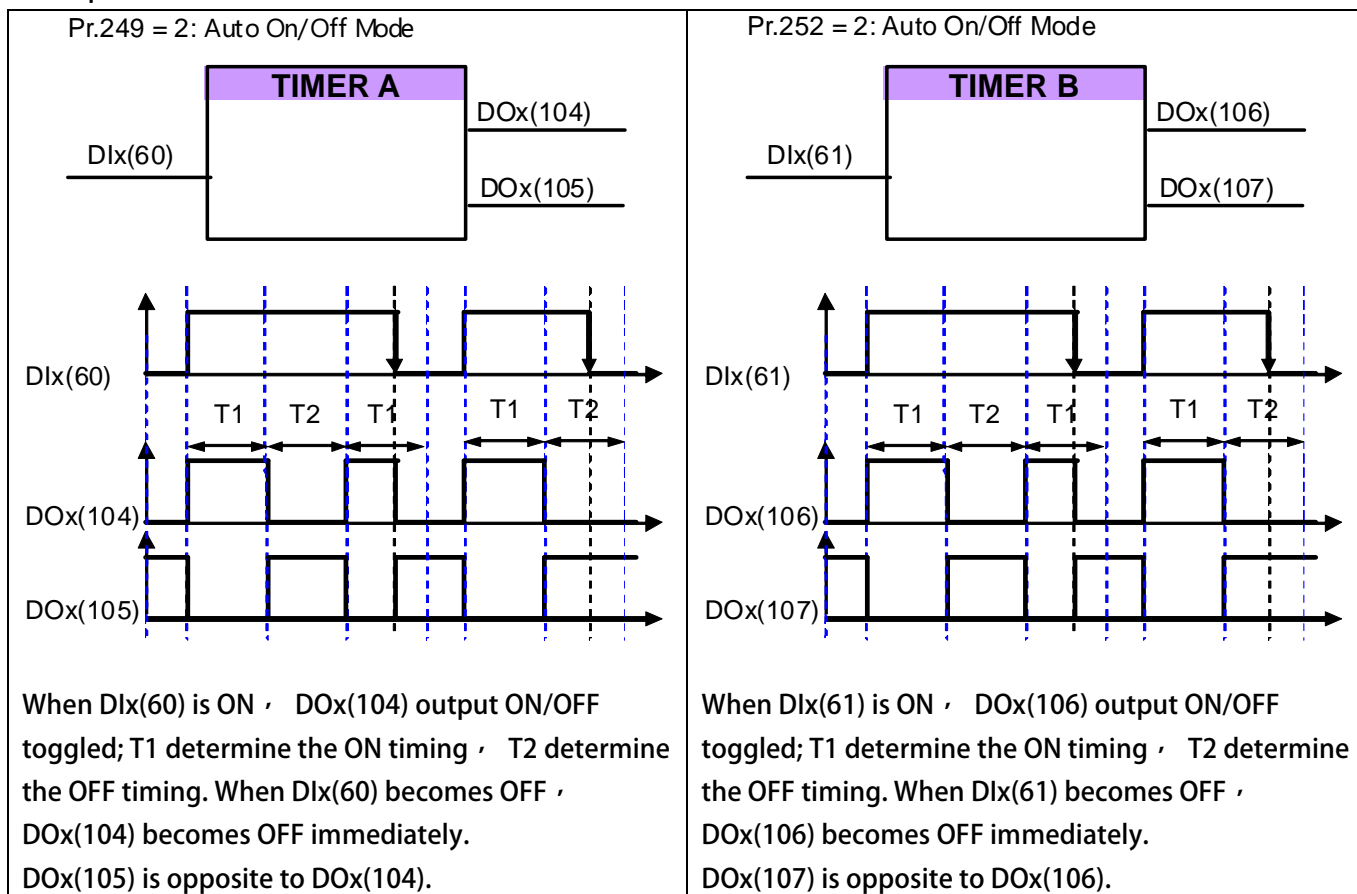 Pr.249 = 2: Auto On/Off Mode
TIMER A
DIx(60)
DOx(104)
DOx(105)
DIx(60)
T1 T2 T1 T1 T2
DOx(104)
DOx(105)
When DIx(60) is ON， DOx(104) output ON/OFF
toggled; T1 determine the ON timing， T2 determine
the OFF timing. When DIx(60) becomes OFF，
DOx(104) becomes OFF immediately.
DOx(105) is opposite to DOx(104).
Pr.252 = 2: Auto On/Off Mode
TIMER B
DIx(61)
DOx(106)
DOx(107)
DIx(61)
T1 T2 T1 T1 T2
DOx(106)
DOx(107)
When DIx(61) is ON， DOx(106) output ON/OFF
toggled; T1 determine the ON timing， T2 determine
the OFF timing. When DIx(61) becomes OFF，
DOx(106) becomes OFF immediately.
DOx(107) is opposite to DOx(106).